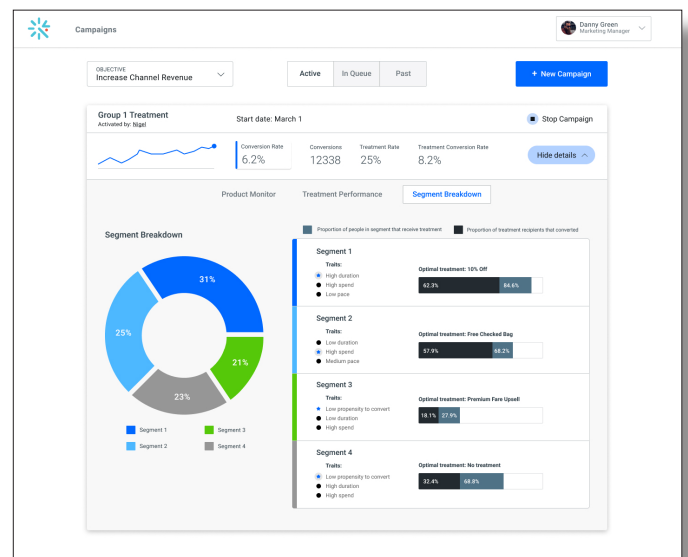 Campaigns
Danny Green
Marketing Manager
OBJECTIVE
Increase Channel Revenue
Active
In Queue
Past
+ New Campaign
Group 1 Treatment
Activated by: Nigel
Start date: March 1
Stop Campaign
Conversion Rate
6.2%
Conversions
12338
Treatment Rate
25%
Treatment Conversion Rate
8.2%
Hide details
Product Monitor
Treatment Performance
Segment Breakdown
Segment Breakdown
31%
25%
21%
23%
Segment 1
Segment 3
Segment 2
Segment 4
Proportion of people in segment that receive treatment
Proportion of treatment recipients that converted
Segment 1
Traits:
High duration
High spend
Low pace
Optimal treatment: 10% Off
62.3%
84.6%
Segment 2
Traits:
Low duration
High spend
Medium pace
Optimal treatment: Free Checked Bag
57.9%
68.2%
Segment 3
Traits:
Low propensity to convert
Low duration
High spend
Optimal treatment: Premium Fare Upsell
18.1%
27.9%
Segment 4
Traits:
Low propensity to convert
High duration
High spend
Optimal treatment: No treatment
32.4%
68.8%